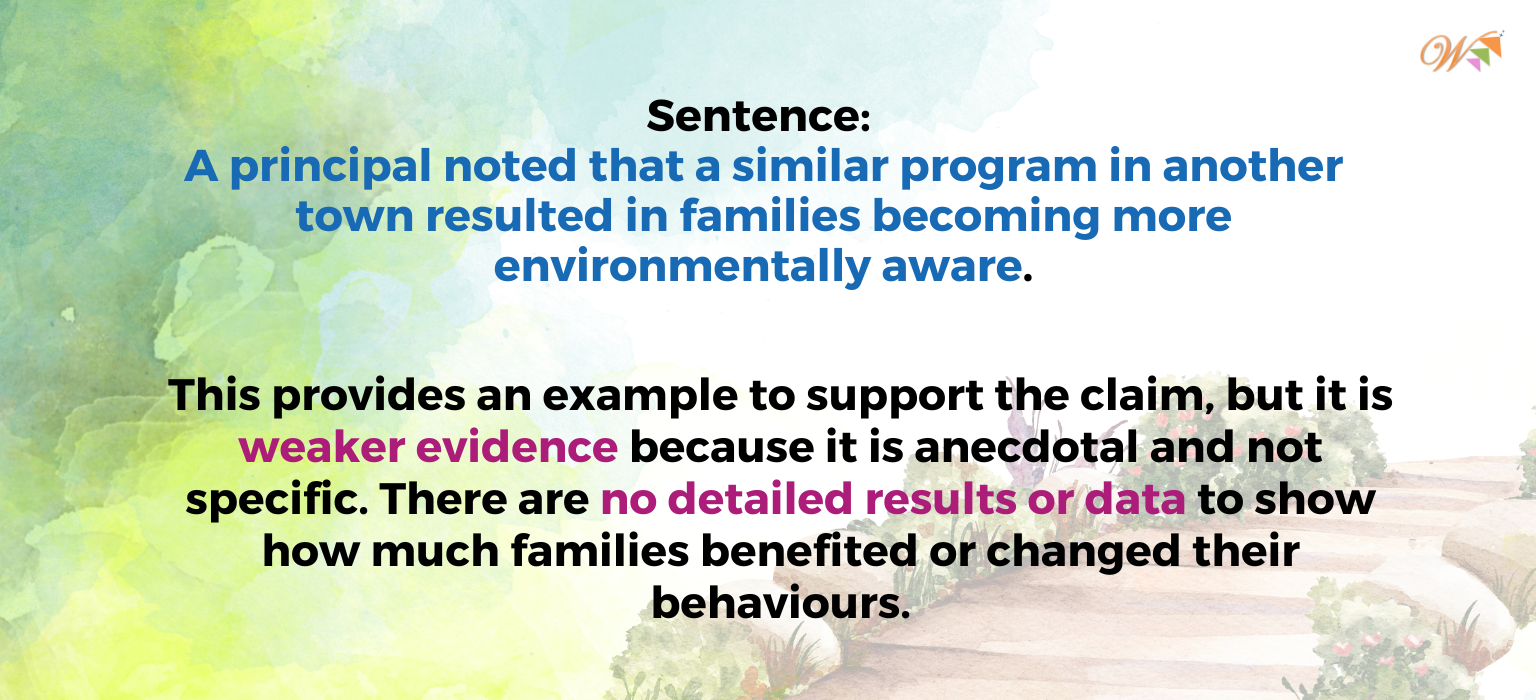 W
Sentence:
A principal noted that a similar program in another
town resulted in families becoming more
environmentally aware.
This provides an example to support the claim, but it is
weaker evidence because it is anecdotal and not
specific. There are no detailed results or data to show
how much families benefited or changed their
behaviours.